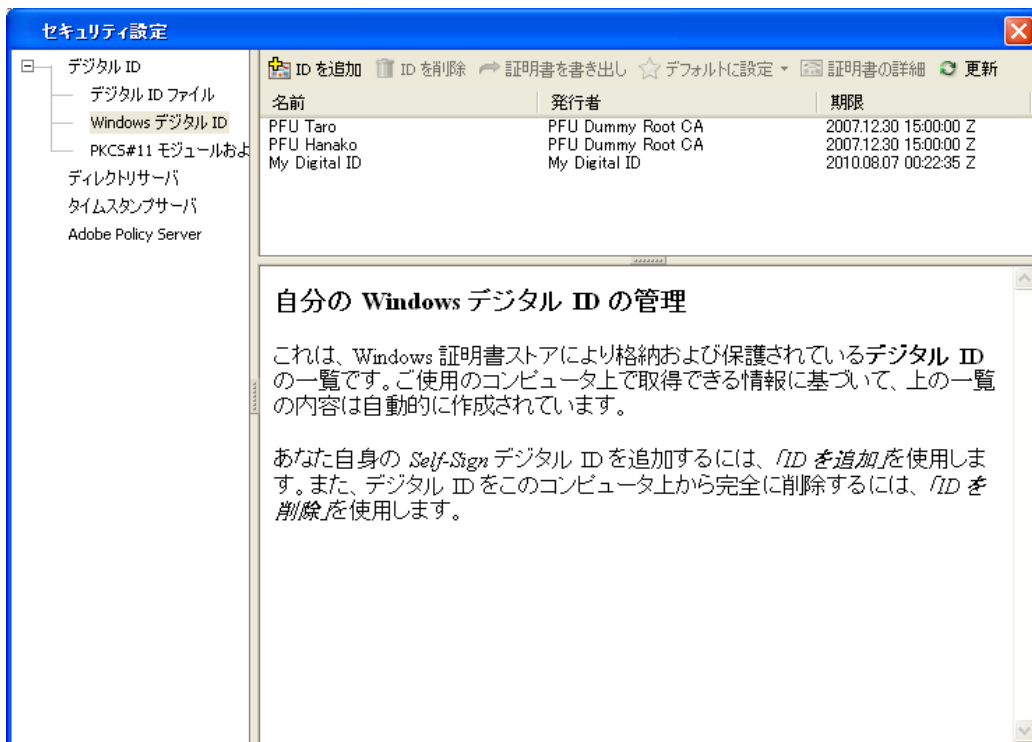 セキュリティ設定
デジタル ID
デジタル ID ファイル
Windows デジタル ID
PKCS#11 モジュールおよ
ディレクトリサーバ
タイムスタンプサーバ
Adobe Policy Server
ID を追加 ID を削除 証明書を書き出し デフォルトに設定 証明書の詳細 更新
名前 発行者 期限
PFU Taro PFU Dummy Root CA 2007.12.30 15:00:00 Z
PFU Hanako PFU Dummy Root CA 2007.12.30 15:00:00 Z
My Digital ID My Digital ID 2010.08.07 00:22:35 Z
自分の Windows デジタル ID の管理
これは、Windows 証明書ストアにより格納および保護されているデジタル ID
の一覧です。ご使用のコンピュータ上で取得できる情報に基づいて、上の一覧
の内容は自動的に作成されています。
あなた自身の Self-Sign デジタル ID を追加するには、「ID を追加」を使用しま
す。また、デジタル ID をこのコンピュータ上から完全に削除するには、「ID を
削除」を使用します。